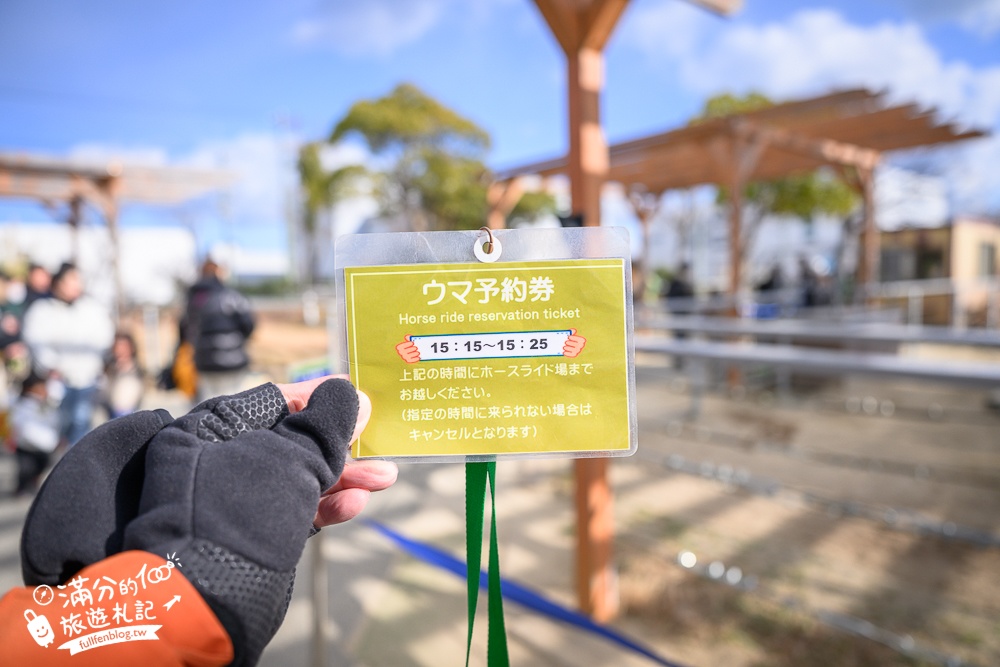 ウマ予約券
Horse ride reservation ticket
15：15～15：25
上記の時間にホースライド場まで
お越しください。
（指定の時間に来られない場合は
キャンセルとなります）
滿分的100
旅遊札記
fullfenblog.tw